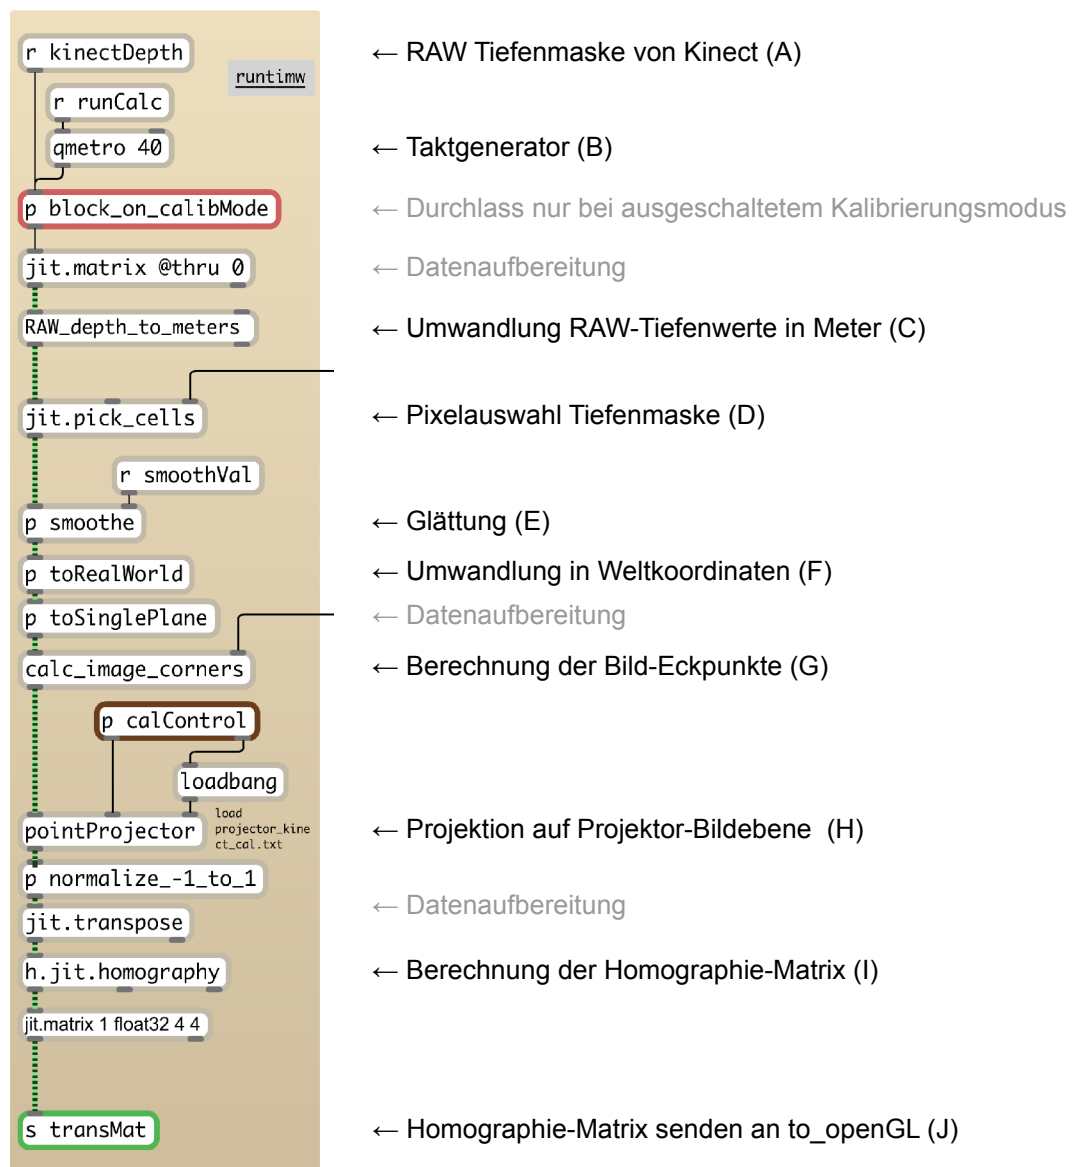 r kinectDepth
← RAW Tiefenmaske von Kinect (A)
runtimw
r runCalc
qmetro 40
← Taktgenerator (B)
p block_on_calibMode
← Durchlass nur bei ausgeschaltetem Kalibrierungsmodus
jit.matrix @thru 0
← Datenaufbereitung
RAW_depth_to_meters
← Umwandlung RAW-Tiefenwerte in Meter (C)
jit.pick_cells
← Pixelauswahl Tiefenmaske (D)
r smoothVal
p smoothe
← Glättung (E)
p toRealWorld
← Umwandlung in Weltkoordinaten (F)
p toSinglePlane
← Datenaufbereitung
calc_image_corners
← Berechnung der Bild-Eckpunkte (G)
p calControl
loadbang
pointProjector
load
projector_kine
ct_cal.txt
← Projektion auf Projektor-Bildebene (H)
p normalize_-1_to_1
← Datenaufbereitung
jit.transpose
h.jit.homography
← Berechnung der Homographie-Matrix (I)
jit.matrix 1 float32 4 4
s transMat
← Homographie-Matrix senden an to_openGL (J)